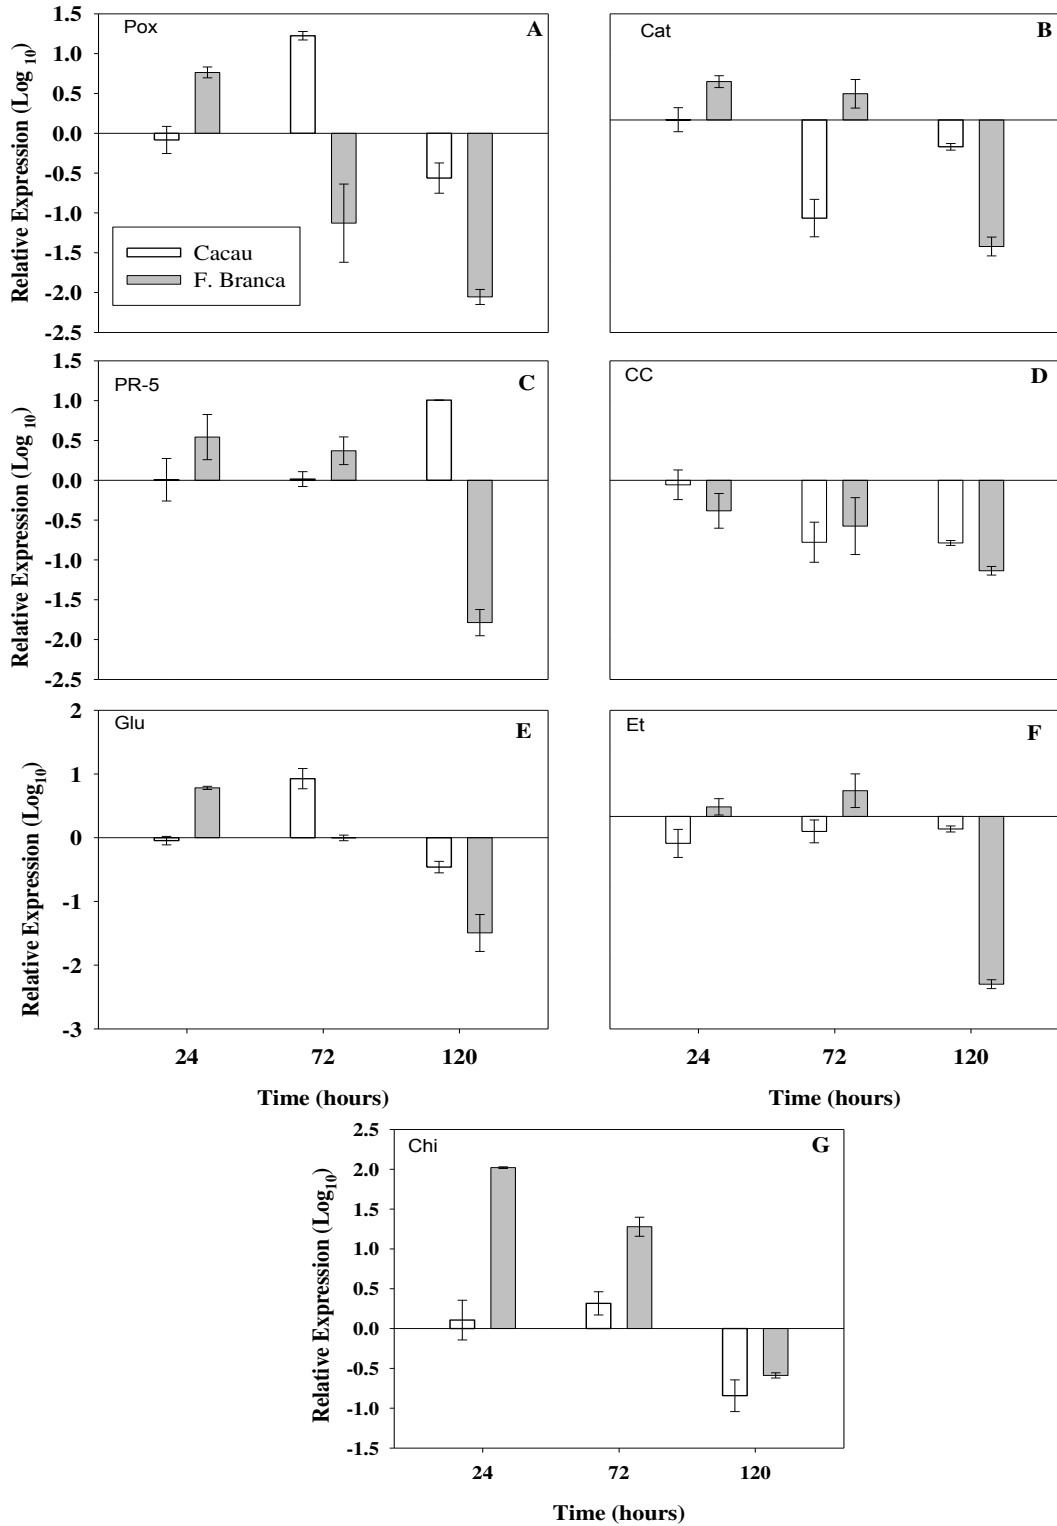 Pox
A
1.5
1.0
0.5
0.0
-0.5
-1.0
-1.5
-2.0
-2.5
Relative Expression (Log 10)
Cacau
F. Branca
Cat
B
PR-5
C
1.5
1.0
0.5
0.0
-0.5
-1.0
-1.5
-2.0
-2.5
Relative Expression (Log 10)
CC
D
Glu
E
2
1
0
-1
-2
-3
Relative Expression (Log10)
24 72 120
Time (hours)
Et
F
24 72 120
Time (hours)
Chi
G
2.5
2.0
1.5
1.0
0.5
0.0
-0.5
-1.0
-1.5
Relative Expression (Log10)
24 72 120
Time (hours)